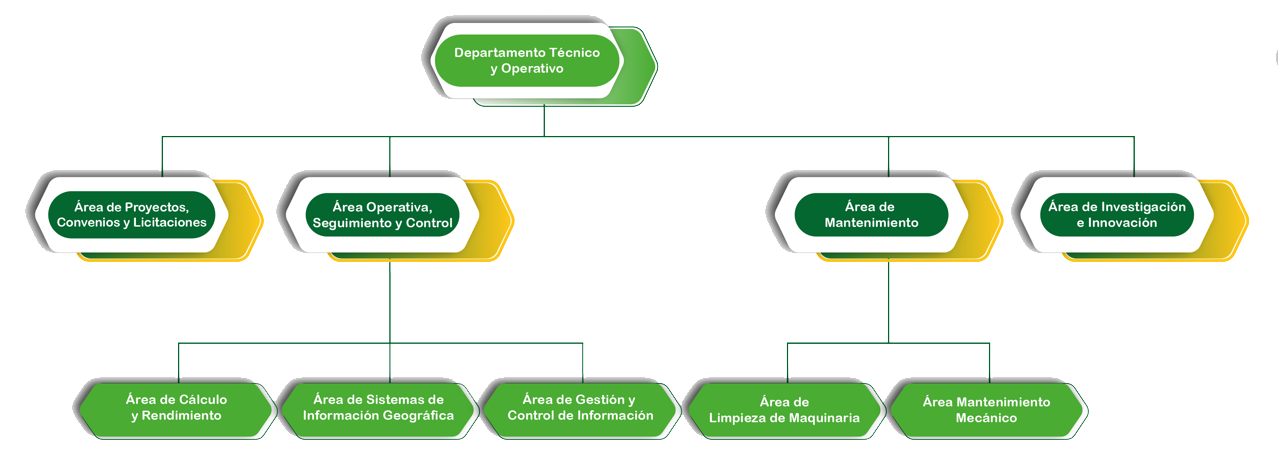 Departamento Técnico
y Operativo
Área de Proyectos,
Convenios y Licitaciones
Área Operativa,
Seguimiento y Control
Área de
Mantenimiento
Área de Investigación
e Innovación
Área de Cálculo
y Rendimiento
Área de Sistemas de
Información Geográfica
Área de Gestión y
Control de Información
Área de
Limpieza de Maquinaria
Área Mantenimiento
Mecánico